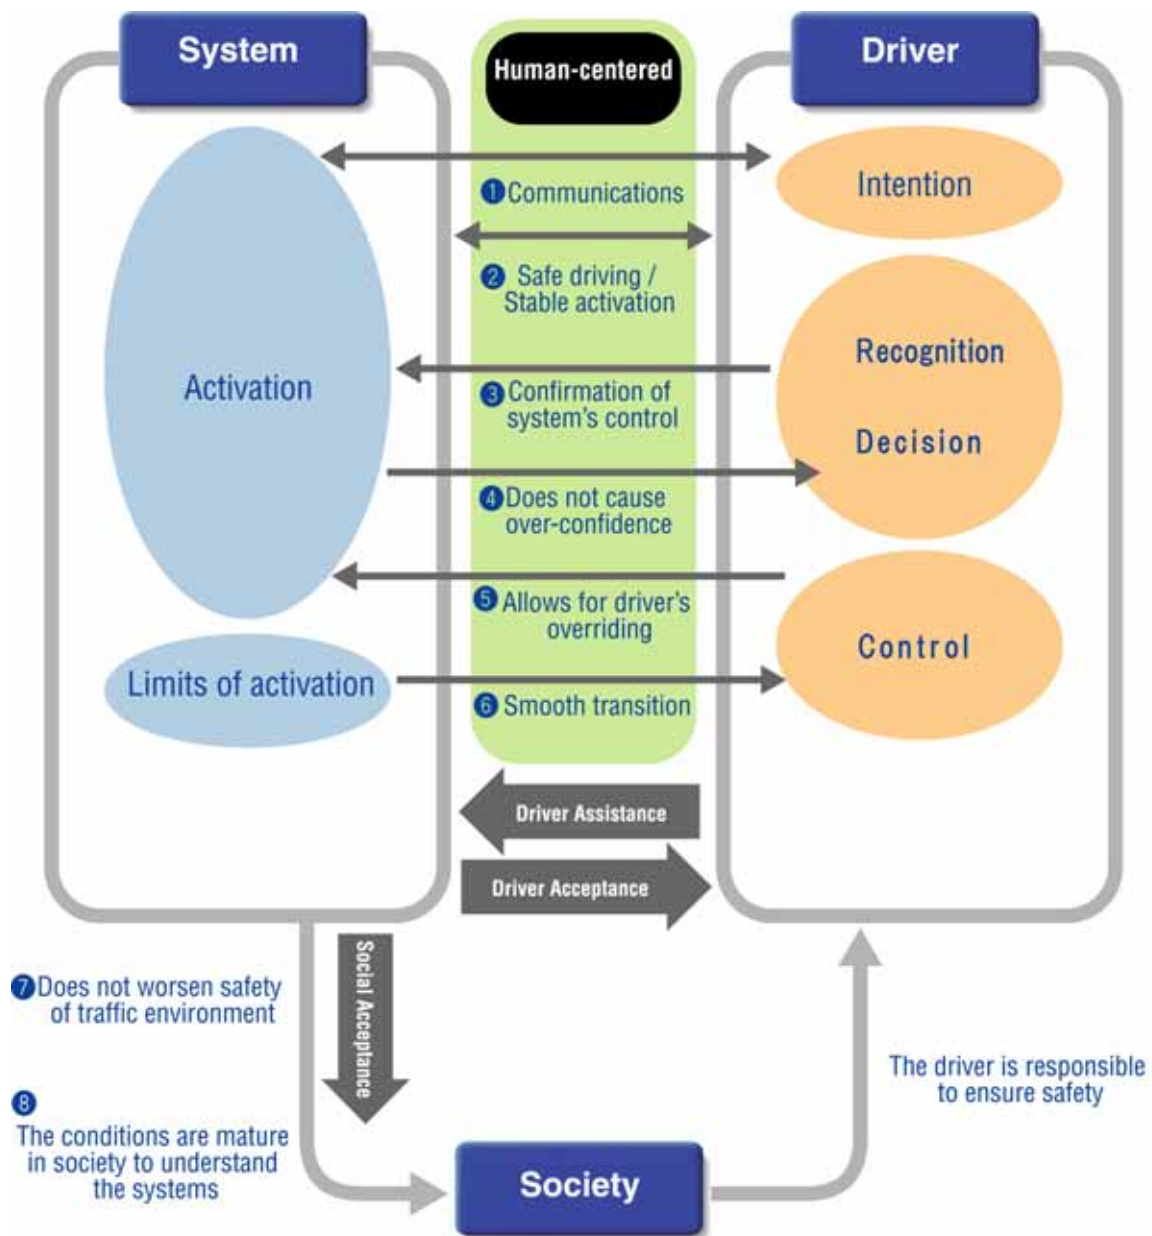 System
Human-centered
Driver
1 Communications
Intention
2 Safe driving /
Stable activation
Activation
3 Confirmation of
system's control
Recognition
Decision
4 Does not cause
over-confidence
5 Allows for driver's
overriding
Control
Limits of activation
6 Smooth transition
Driver Assistance
Driver Acceptance
Social Acceptance
7 Does not worsen safety
of traffic environment
8
The conditions are mature
in society to understand
the systems
The driver is responsible
to ensure safety
Society